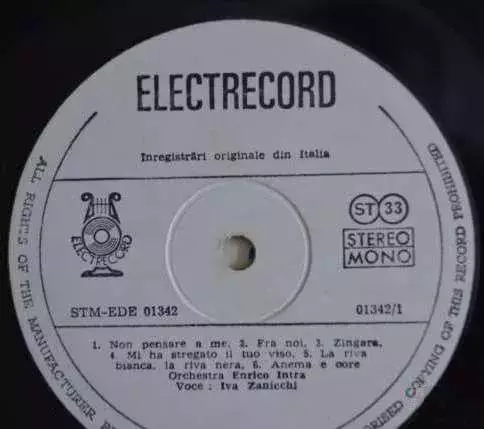 ELECTRECORD
Înregistrări originale din Italia
ST 33
ELECTRECORD
STEREO
MONO
STM-EDE 01342
01342/1
1. Non pensare a me, 2. Fra noi, 3. Zingara,
4. Mi ha stregato il tuo viso, 5. La riva
bianca, la riva nera, 6. Anema e core
Orchestra Enrico Intra
Voce : Iva Zanicchi
ALL RIGHTS OF THE MANUFACTURER
COPYING OF THIS RECORD PROHIBITED